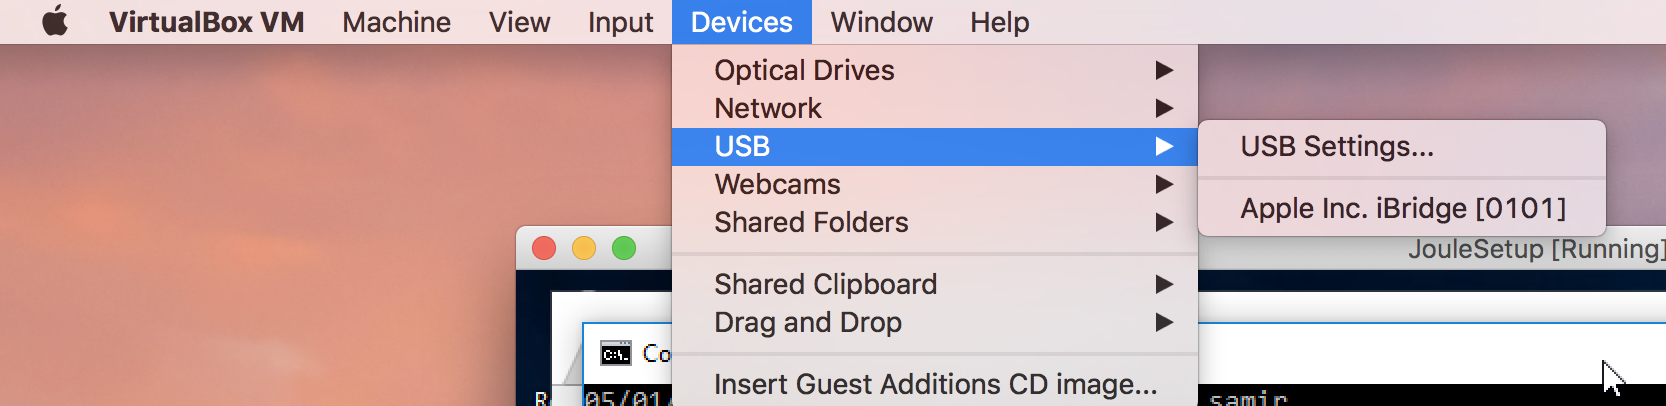 VirtualBox VM Machine View Input Devices Window Help
Optical Drives
Network
USB
Webcams
Shared Folders
Shared Clipboard
Drag and Drop
Insert Guest Additions CD image...
USB Settings...
Apple Inc. iBridge [0101]
JouleSetup [Running]
C:\_ Co
R 05/01/ samir